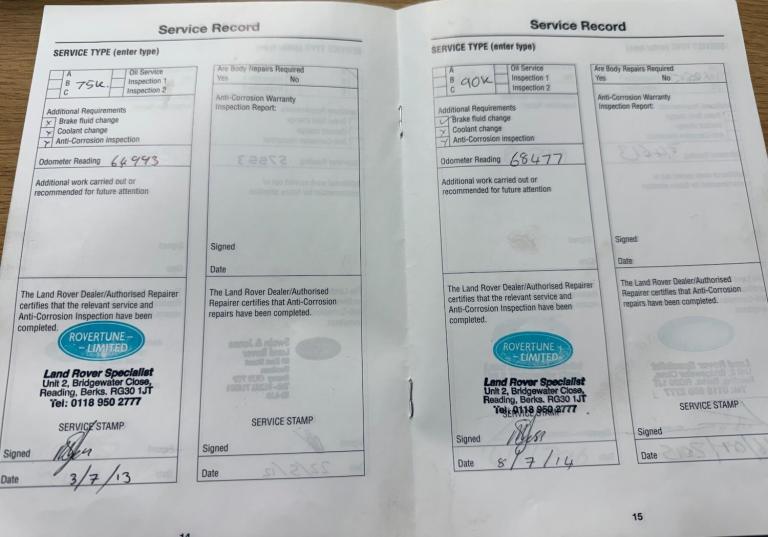 Service Record
SERVICE TYPE (enter type)
A
B
C
75K.
Oil Service
Inspection 1
Inspection 2
Additional Requirements
x Brake fluid change
Y Coolant change
Y Anti-Corrosion inspection
Odometer Reading 64993
Additional work carried out or
recommended for future attention
The Land Rover Dealer/Authorised Repairer
certifies that the relevant service and
Anti-Corrosion Inspection have been
completed.
ROVERTUNE
LIMITED
Land Rover Specialist
Unit 2, Bridgewater Close,
Reading, Berks. RG30 1JT
Tel: 0118 950 2777
SERVICE STAMP
Signed
Date 3/7/13
Are Body Repairs Required
Yes No
Anti-Corrosion Warranty
Inspection Report:
Signed
Date
The Land Rover Dealer/Authorised
Repairer certifies that Anti-Corrosion
repairs have been completed.
SERVICE STAMP
Signed
Date
14
Service Record
SERVICE TYPE (enter type)
A
B
C
90K
Oil Service
Inspection 1
Inspection 2
Additional Requirements
Brake fluid change
Coolant change
Anti-Corrosion inspection
Odometer Reading 68477
Additional work carried out or
recommended for future attention
The Land Rover Dealer/Authorised Repairer
certifies that the relevant service and
Anti-Corrosion Inspection have been
completed.
ROVERTUNE
LIMITED
Land Rover Specialist
Unit 2, Bridgewater Close,
Reading, Berks. RG30 1JT
Tel: 0118 950 2777
SERVICE STAMP
Signed
Date 8/7/14
Are Body Repairs Required
Yes No
Anti-Corrosion Warranty
Inspection Report:
Signed
Date
The Land Rover Dealer/Authorised
Repairer certifies that Anti-Corrosion
repairs have been completed.
SERVICE STAMP
Signed
Date
15